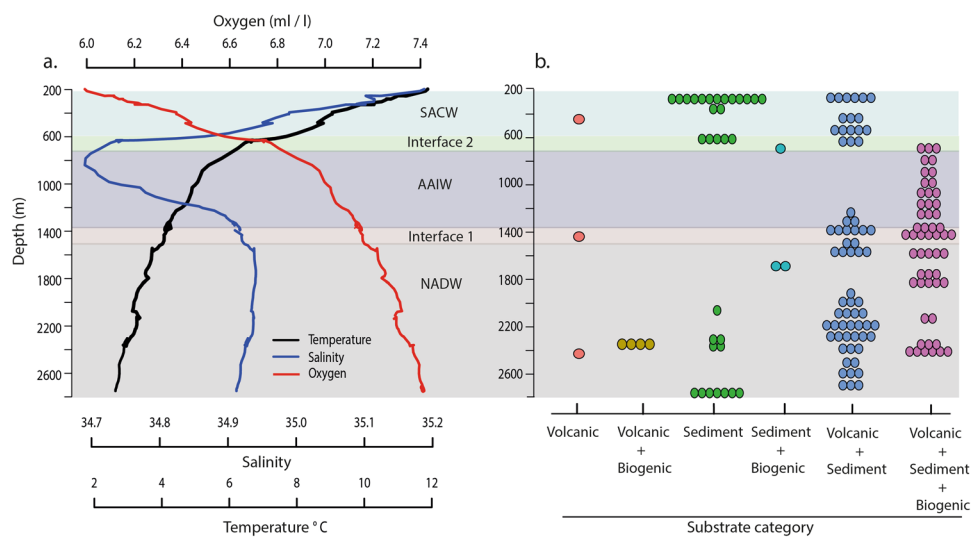 Oxygen (ml / l)
6.0 6.2 6.4 6.6 6.8 7.0 7.2 7.4
a.
200
600
1000
1400
1800
2200
2600
Depth (m)
SACW
Interface 2
AAIW
Interface 1
NADW
Temperature
Salinity
Oxygen
34.7 34.8 34.9 35.0 35.1 35.2
Salinity
2 4 6 8 10 12
Temperature °C
b.
200
600
1000
1400
1800
2200
2600
Volcanic
Volcanic
+
Biogenic
Sediment
Sediment
+
Biogenic
Volcanic
+
Sediment
Volcanic
+
Sediment
+
Biogenic
Substrate category